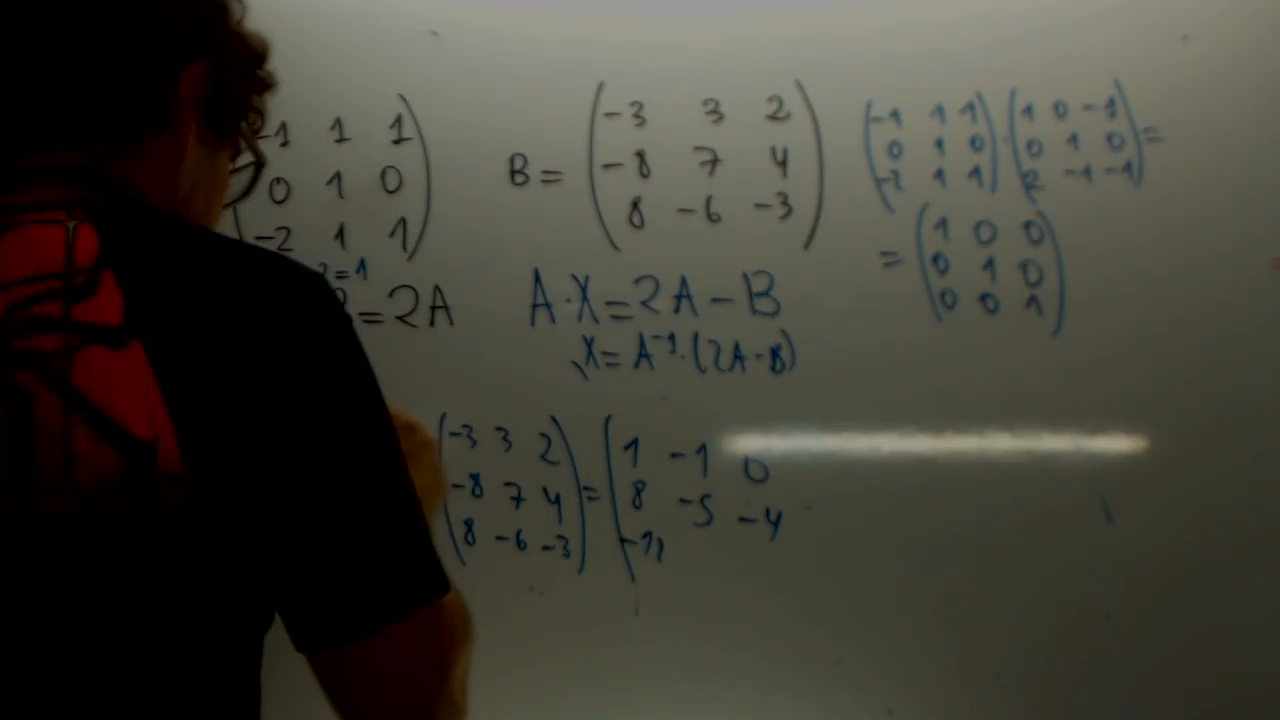 -1 1 1
0 1 0
-2 1 1
B = -3 3 2
-8 7 4
8 -6 -3
-1 1 1 · 1 0 -1 =
0 1 0 0 1 0
1 1 2 -1 -1
= 1 0 0
0 1 0
0 0 1
2=1
=2A
A·X=2A-B
X=A⁻¹·(2A-B)
-3 3 2
-8 7 4
8 -6 -3
= 1 -1 0
8 -5 -4
-12